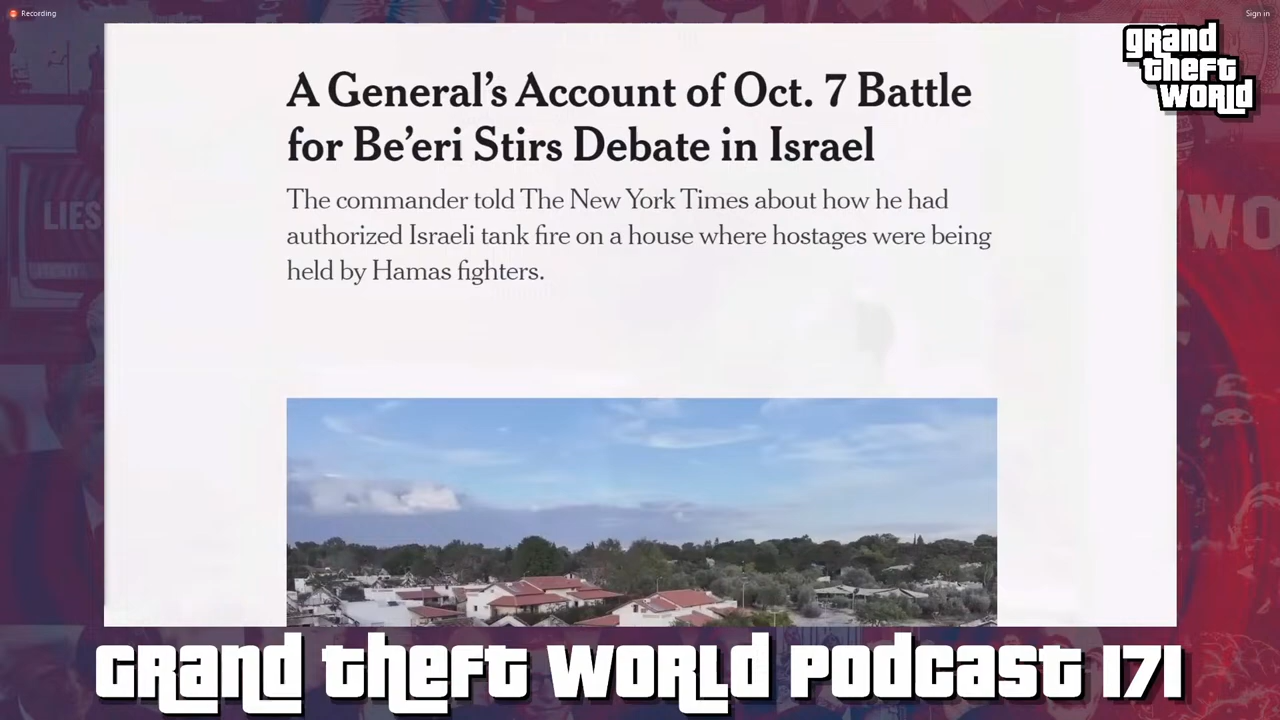 Recording
Sign in
grand
theft
world
A General's Account of Oct. 7 Battle
for Be'eri Stirs Debate in Israel
The commander told The New York Times about how he had
authorized Israeli tank fire on a house where hostages were being
held by Hamas fighters.
LIES
WO
grand theft world podcast 171